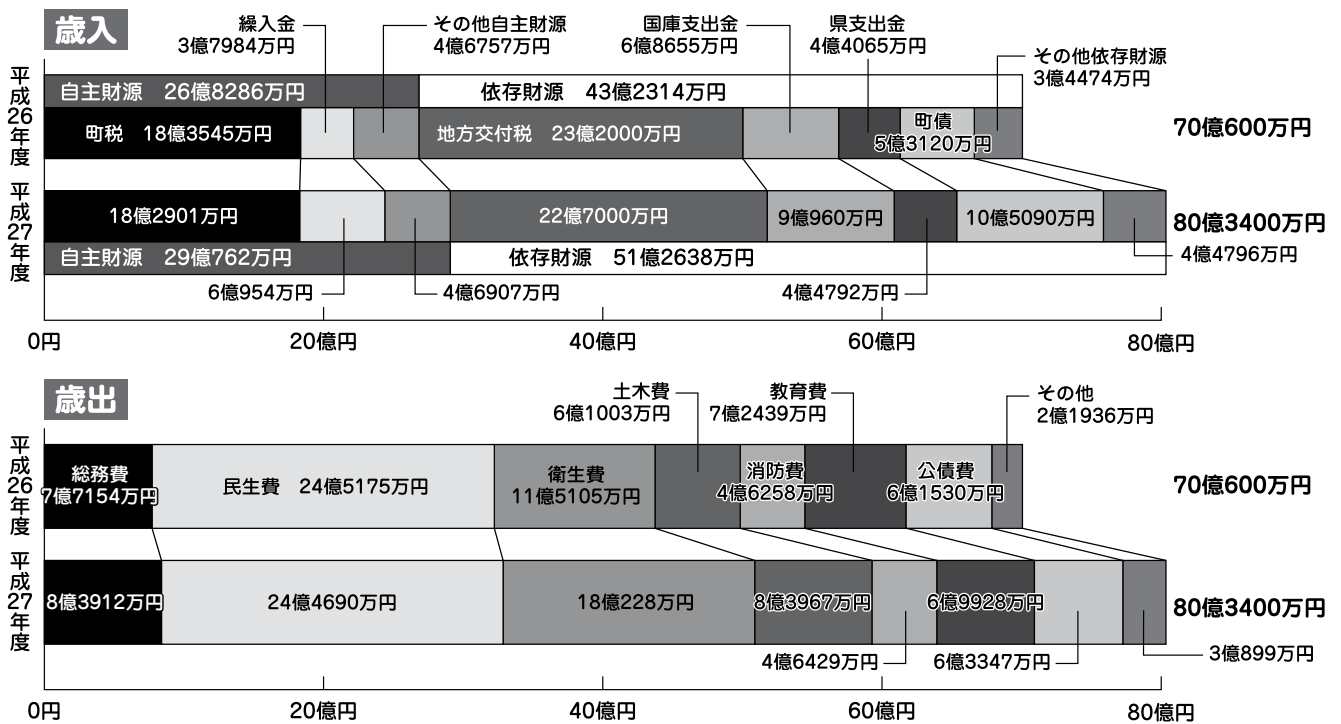 歳入
繰入金
3億7984万円
その他自主財源
4億6757万円
国庫支出金
6億8655万円
県支出金
4億4065万円
その他依存財源
3億4474万円
平成26年度
自主財源 26億8286万円
依存財源 43億2314万円
町税 18億3545万円
地方交付税 23億2000万円
町債
5億3120万円
70億600万円
平成27年度
18億2901万円
22億7000万円
9億960万円
10億5090万円
80億3400万円
自主財源 29億762万円
依存財源 51億2638万円
4億4796万円
6億954万円
4億6907万円
4億4792万円
0円
20億円
40億円
60億円
80億円
歳出
土木費
6億1003万円
教育費
7億2439万円
その他
2億1936万円
平成26年度
総務費
7億7154万円
民生費 24億5175万円
衛生費
11億5105万円
消防費
4億6258万円
公債費
6億1530万円
70億600万円
平成27年度
8億3912万円
24億4690万円
18億228万円
8億3967万円
6億9928万円
80億3400万円
4億6429万円
6億3347万円
3億899万円
0円
20億円
40億円
60億円
80億円